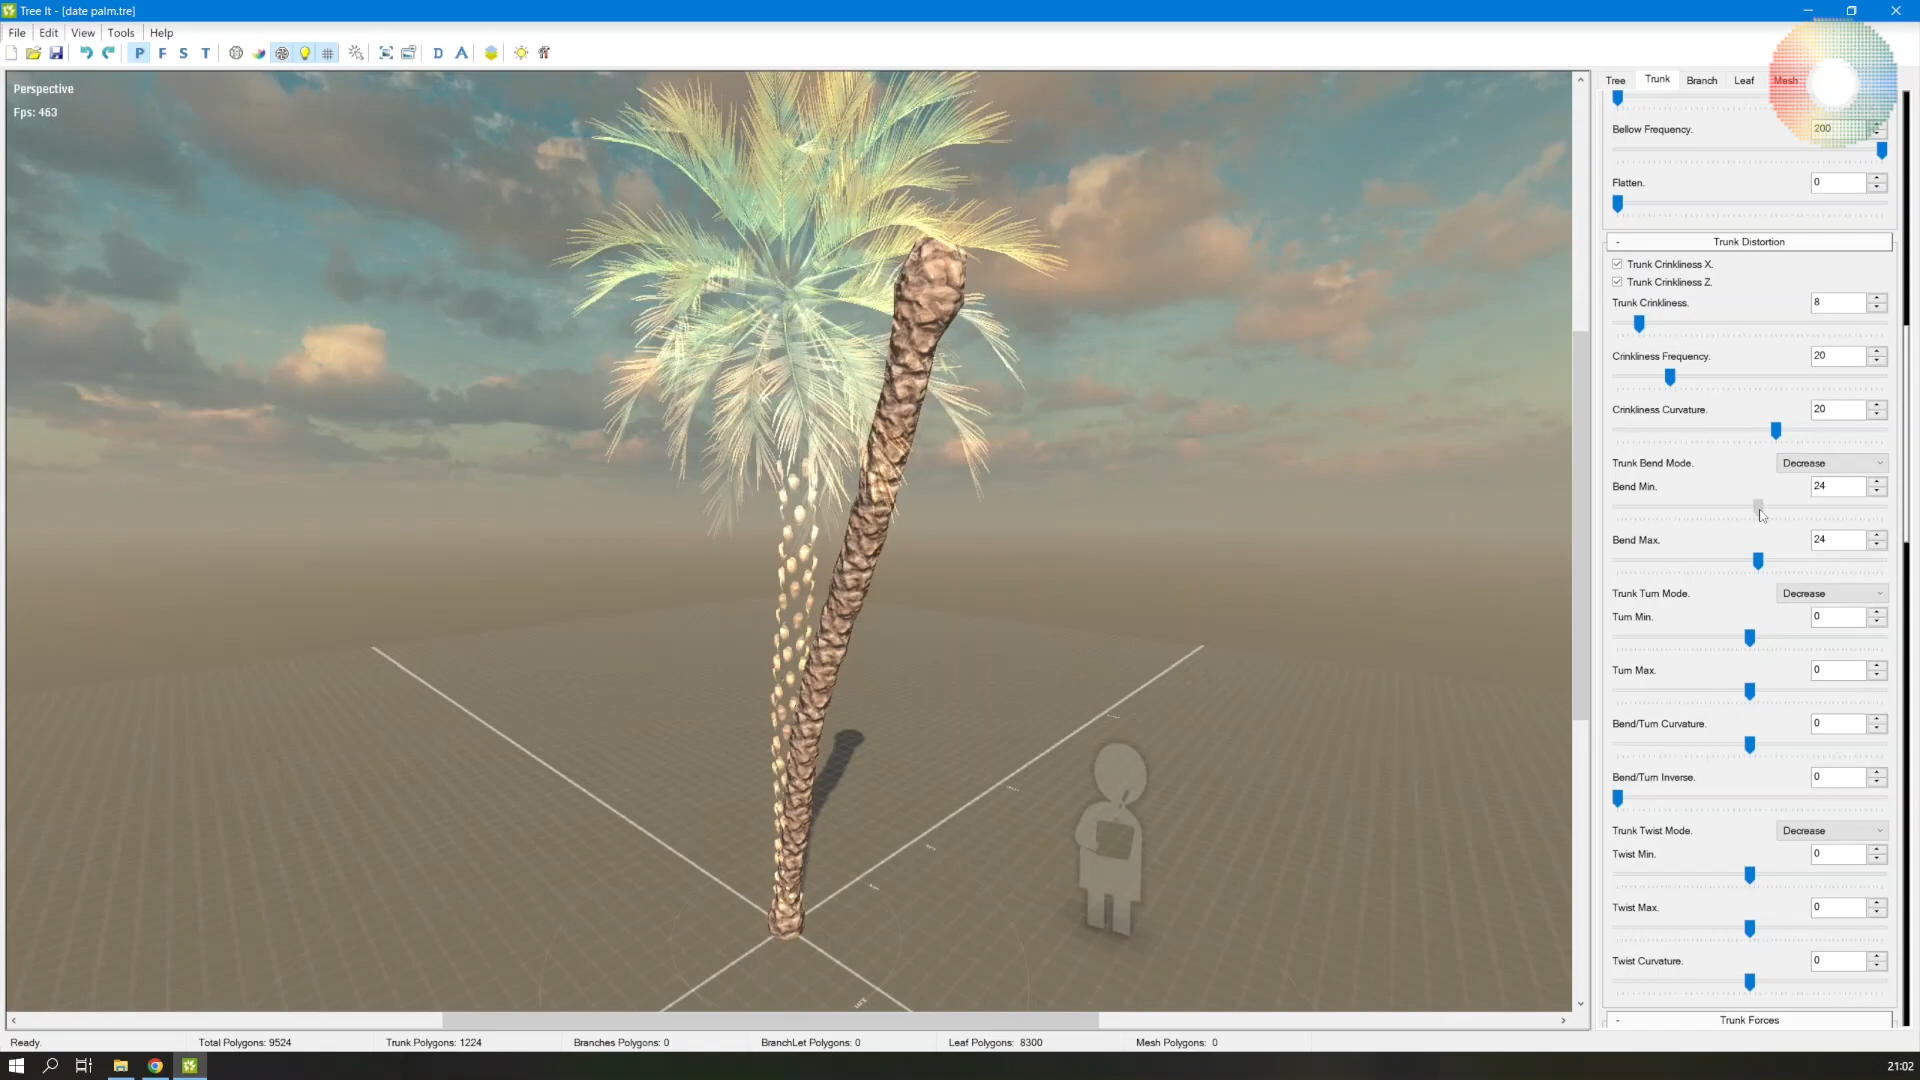 Tree It - [date palm.tre]
File Edit View Tools Help
P F S T D A
Perspective
Fps: 463
Tree Trunk Branch Leaf Mesh
Bellow Frequency. 200
Flatten. 0
- Trunk Distortion
Trunk Crinkliness X.
Trunk Crinkliness Z.
Trunk Crinkliness. 8
Crinkliness Frequency. 20
Crinkliness Curvature. 20
Trunk Bend Mode. Decrease
Bend Min. 24
Bend Max. 24
Trunk Turn Mode. Decrease
Turn Min. 0
Turn Max. 0
Bend/Turn Curvature. 0
Bend/Turn Inverse. 0
Trunk Twist Mode. Decrease
Twist Min. 0
Twist Max. 0
Twist Curvature. 0
- Trunk Forces
Ready. Total Polygons: 9524 Trunk Polygons: 1224 Branches Polygons: 0 BranchLet Polygons: 0 Leaf Polygons: 8300 Mesh Polygons: 0
21:02